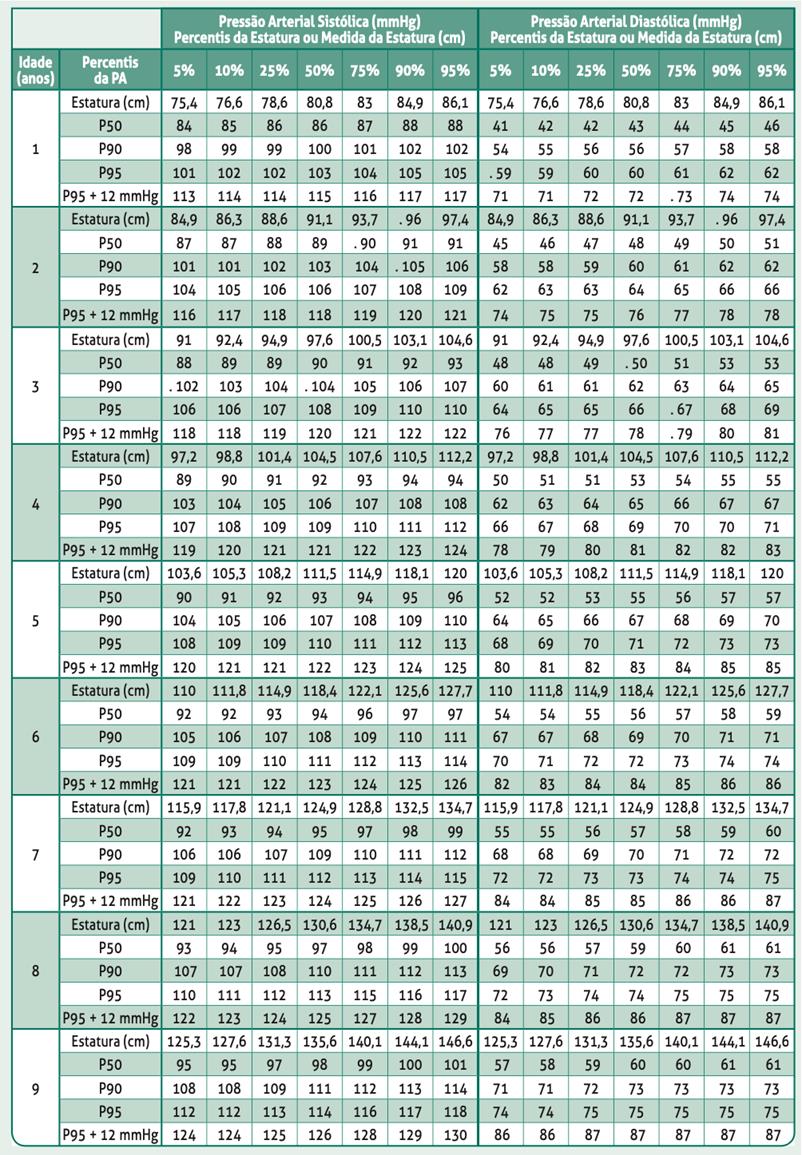 Pressão Arterial Sistólica (mmHg) Pressão Arterial Diastólica (mmHg)
Percentis da Estatura ou Medida da Estatura (cm) Percentis da Estatura ou Medida da Estatura (cm)
Idade (anos) Percentis da PA 5% 10% 25% 50% 75% 90% 95% 5% 10% 25% 50% 75% 90% 95%
Estatura (cm) 75,4 76,6 78,6 80,8 83 84,9 86,1 75,4 76,6 78,6 80,8 83 84,9 86,1
P50 84 85 86 86 87 88 88 41 42 42 43 44 45 46
1 P90 98 99 99 100 101 102 102 54 55 56 56 57 58 58
P95 101 102 102 103 104 105 105 . 59 59 60 60 61 62 62
P95 + 12 mmHg 113 114 114 115 116 117 117 71 71 72 72 . 73 74 74
Estatura (cm) 84,9 86,3 88,6 91,1 93,7 . 96 97,4 84,9 86,3 88,6 91,1 93,7 . 96 97,4
P50 87 87 88 89 . 90 91 91 45 46 47 48 49 50 51
2 P90 101 101 102 103 104 . 105 106 58 58 59 60 61 62 62
P95 104 105 106 106 107 108 109 62 63 63 64 65 66 66
P95 + 12 mmHg 116 117 118 118 119 120 121 74 75 75 76 77 78 78
Estatura (cm) 91 92,4 94,9 97,6 100,5 103,1 104,6 91 92,4 94,9 97,6 100,5 103,1 104,6
P50 88 89 89 90 91 92 93 48 48 49 . 50 51 53 53
3 P90 . 102 103 104 . 104 105 106 107 60 61 61 62 63 64 65
P95 106 106 107 108 109 110 110 64 65 65 66 . 67 68 69
P95 + 12 mmHg 118 118 119 120 121 122 122 76 77 77 78 . 79 80 81
Estatura (cm) 97,2 98,8 101,4 104,5 107,6 110,5 112,2 97,2 98,8 101,4 104,5 107,6 110,5 112,2
P50 89 90 91 92 93 94 94 50 51 51 53 54 55 55
4 P90 103 104 105 106 107 108 108 62 63 64 65 66 67 67
P95 107 108 109 109 110 111 112 66 67 68 69 70 70 71
P95 + 12 mmHg 119 120 121 121 122 123 124 78 79 80 81 82 82 83
Estatura (cm) 103,6 105,3 108,2 111,5 114,9 118,1 120 103,6 105,3 108,2 111,5 114,9 118,1 120
P50 90 91 92 93 94 95 96 52 52 53 55 56 57 57
5 P90 104 105 106 107 108 109 110 64 65 66 67 68 69 70
P95 108 109 109 110 111 112 113 68 69 70 71 72 73 73
P95 + 12 mmHg 120 121 121 122 123 124 125 80 81 82 83 84 85 85
Estatura (cm) 110 111,8 114,9 118,4 122,1 125,6 127,7 110 111,8 114,9 118,4 122,1 125,6 127,7
P50 92 92 93 94 96 97 97 54 54 55 56 57 58 59
6 P90 105 106 107 108 109 110 111 67 67 68 69 70 71 71
P95 109 109 110 111 112 113 114 70 71 72 72 73 74 74
P95 + 12 mmHg 121 121 122 123 124 125 126 82 83 84 84 85 86 86
Estatura (cm) 115,9 117,8 121,1 124,9 128,8 132,5 134,7 115,9 117,8 121,1 124,9 128,8 132,5 134,7
P50 92 93 94 95 97 98 99 55 55 56 57 58 59 60
7 P90 106 106 107 109 110 111 112 68 68 69 70 71 72 72
P95 109 110 111 112 113 114 115 72 72 73 73 74 74 75
P95 + 12 mmHg 121 122 123 124 125 126 127 84 84 85 85 86 86 87
Estatura (cm) 121 123 126,5 130,6 134,7 138,5 140,9 121 123 126,5 130,6 134,7 138,5 140,9
P50 93 94 95 97 98 99 100 56 56 57 59 60 61 61
8 P90 107 107 108 110 111 112 113 69 70 71 72 72 73 73
P95 110 111 112 113 115 116 117 72 73 74 74 75 75 75
P95 + 12 mmHg 122 123 124 125 127 128 129 84 85 86 86 87 87 87
Estatura (cm) 125,3 127,6 131,3 135,6 140,1 144,1 146,6 125,3 127,6 131,3 135,6 140,1 144,1 146,6
P50 95 95 97 98 99 100 101 57 58 59 60 60 61 61
9 P90 108 108 109 111 112 113 114 71 71 72 73 73 73 73
P95 112 112 113 114 116 117 118 74 74 75 75 75 75 75
P95 + 12 mmHg 124 124 125 126 128 129 130 86 86 87 87 87 87 87